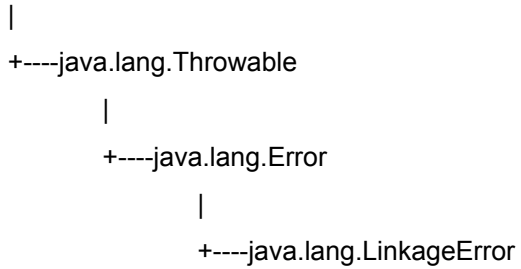 |
+----java.lang.Throwable
|
+----java.lang.Error
|
+----java.lang.LinkageError